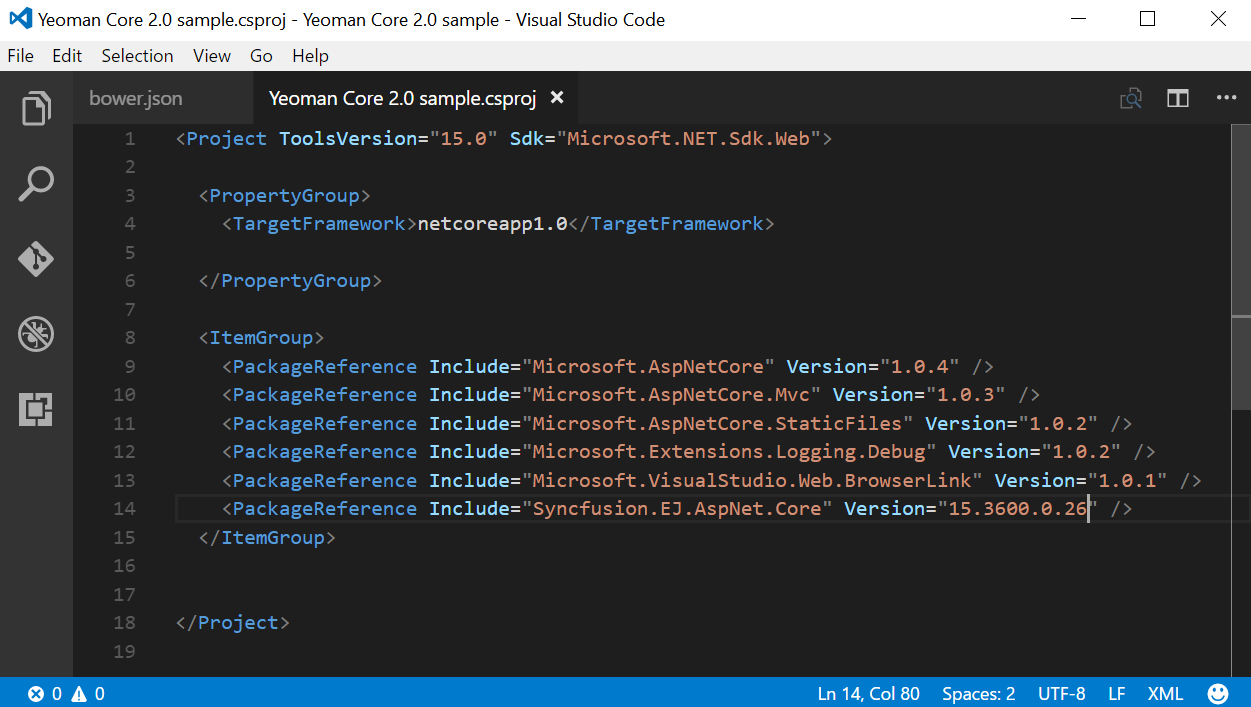 Yeoman Core 2.0 sample.csproj - Yeoman Core 2.0 sample - Visual Studio Code
File Edit Selection View Go Help
bower.json Yeoman Core 2.0 sample.csproj
1 <Project ToolsVersion="15.0" Sdk="Microsoft.NET.Sdk.Web">
2
3 <PropertyGroup>
4 <TargetFramework>netcoreapp1.0</TargetFramework>
5
6 </PropertyGroup>
7
8 <ItemGroup>
9 <PackageReference Include="Microsoft.AspNetCore" Version="1.0.4" />
10 <PackageReference Include="Microsoft.AspNetCore.Mvc" Version="1.0.3" />
11 <PackageReference Include="Microsoft.AspNetCore.StaticFiles" Version="1.0.2" />
12 <PackageReference Include="Microsoft.Extensions.Logging.Debug" Version="1.0.2" />
13 <PackageReference Include="Microsoft.VisualStudio.Web.BrowserLink" Version="1.0.1" />
14 <PackageReference Include="Syncfusion.EJ.AspNet.Core" Version="15.3600.0.26" />
15 </ItemGroup>
16
17
18 </Project>
19
0 0 Ln 14, Col 80 Spaces: 2 UTF-8 LF XML